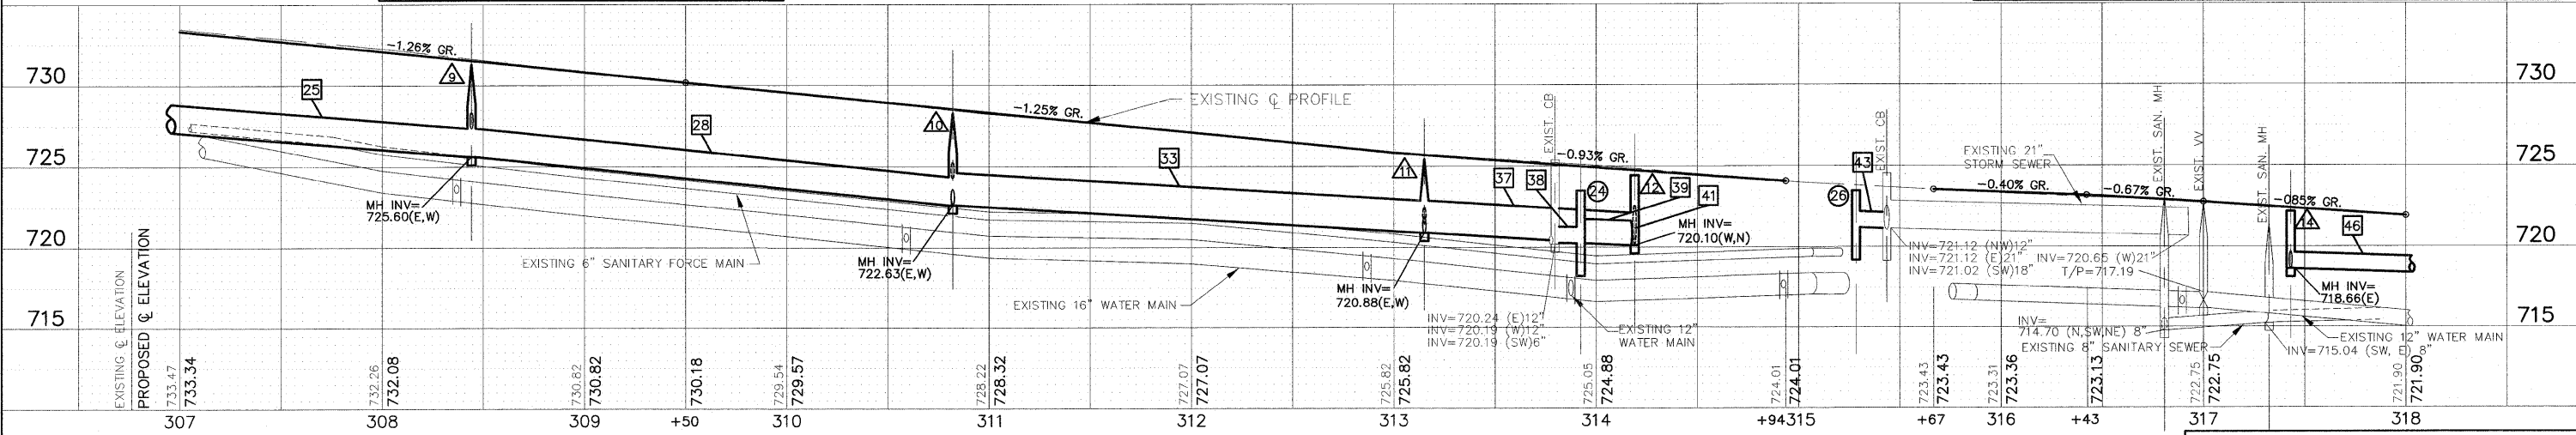 730
725
720
715
730
725
720
715
-1.26% GR.
-1.25% GR.
-0.93% GR.
-0.40% GR.
-0.67% GR.
-085% GR.
25
9
28
10
33
11
37
38
24
12
39
41
43
26
14
46
EXISTING ℄ PROFILE
EXIST. CB
EXIST. CB
EXISTING 21"
STORM SEWER
EXIST. SAN. MH
EXIST. VV
EXIST. SAN. MH
MH INV=
725.60(E,W)
MH INV=
722.63(E,W)
MH INV=
720.88(E,W)
MH INV=
720.10(W,N)
MH INV=
718.66(E)
EXISTING 6" SANITARY FORCE MAIN
EXISTING 16" WATER MAIN
INV=720.24 (E)12"
INV=720.19 (W)12"
INV=720.19 (SW)6"
EXISTING 12"
WATER MAIN
INV=721.12 (NW)12"
INV=721.12 (E)21"
INV=721.02 (SW)18"
INV=720.65 (W)21"
T/P=717.19
INV=
714.70 (N,SW,NE) 8"
EXISTING 8" SANITARY SEWER
EXISTING 12" WATER MAIN
INV=715.04 (SW, E) 8"
EXISTING ℄ ELEVATION
PROPOSED ℄ ELEVATION
733.47
733.34
732.26
732.08
730.82
730.82
730.18
729.54
729.57
728.22
728.32
727.07
727.07
725.82
725.82
725.05
724.88
724.01
724.01
723.43
723.43
723.31
723.36
723.13
722.75
722.75
721.90
721.90
307 308 309 +50 310 311 312 313 314 +94 315 +67 316 +43 317 318